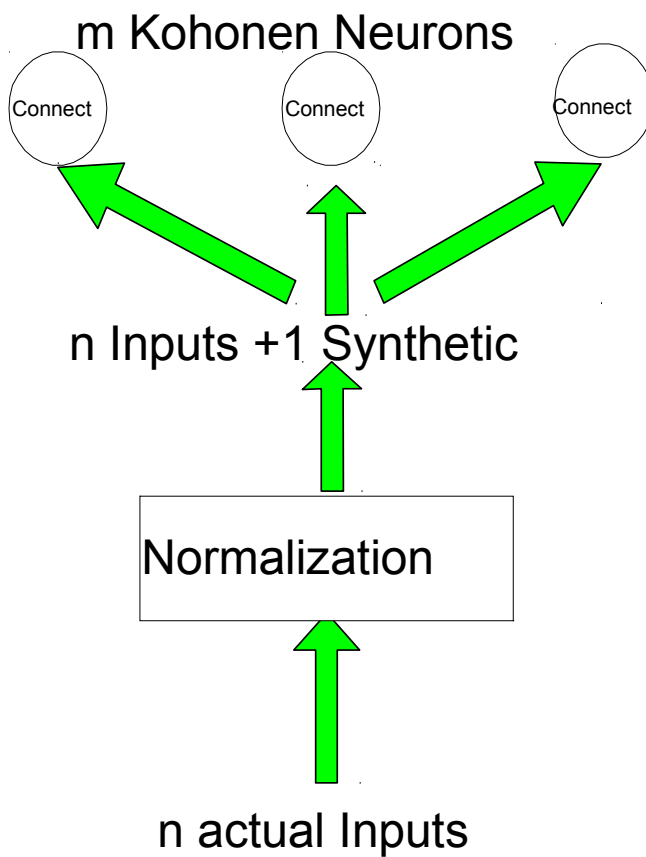 m Kohonen Neurons
Connect Connect Connect
n Inputs +1 Synthetic
Normalization
n actual Inputs